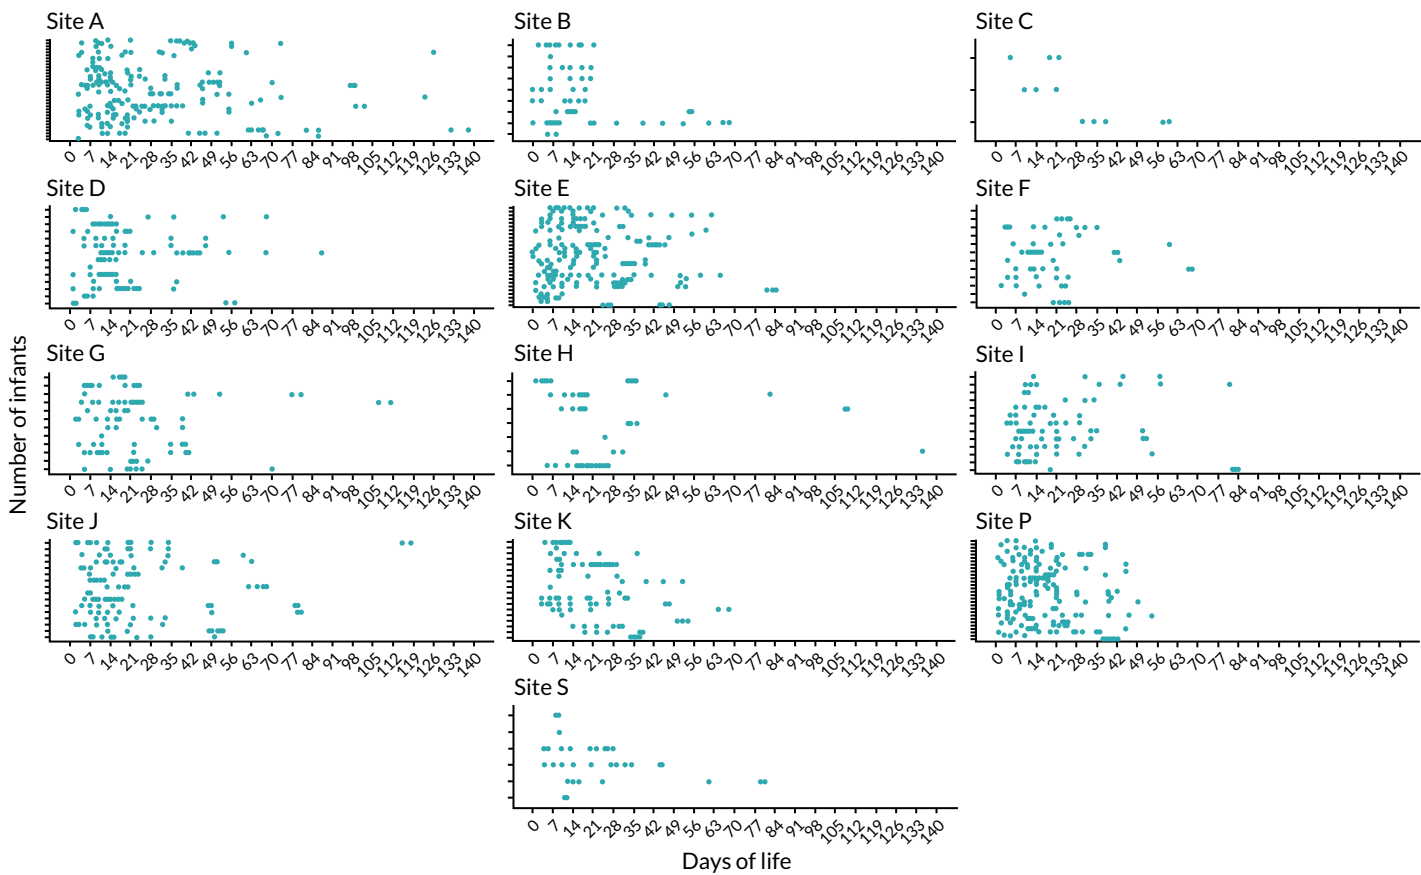 Site A
Site B
Site C
0 7 14 21 28 35 42 49 56 63 70 77 84 91 98 105 112 119 126 133 140
0 7 14 21 28 35 42 49 56 63 70 77 84 91 98 105 112 119 126 133 140
0 7 14 21 28 35 42 49 56 63 70 77 84 91 98 105 112 119 126 133 140
Site D
Site E
Site F
0 7 14 21 28 35 42 49 56 63 70 77 84 91 98 105 112 119 126 133 140
0 7 14 21 28 35 42 49 56 63 70 77 84 91 98 105 112 119 126 133 140
0 7 14 21 28 35 42 49 56 63 70 77 84 91 98 105 112 119 126 133 140
Number of infants
Site G
Site H
Site I
0 7 14 21 28 35 42 49 56 63 70 77 84 91 98 105 112 119 126 133 140
0 7 14 21 28 35 42 49 56 63 70 77 84 91 98 105 112 119 126 133 140
0 7 14 21 28 35 42 49 56 63 70 77 84 91 98 105 112 119 126 133 140
Site J
Site K
Site P
0 7 14 21 28 35 42 49 56 63 70 77 84 91 98 105 112 119 126 133 140
0 7 14 21 28 35 42 49 56 63 70 77 84 91 98 105 112 119 126 133 140
0 7 14 21 28 35 42 49 56 63 70 77 84 91 98 105 112 119 126 133 140
Site S
0 7 14 21 28 35 42 49 56 63 70 77 84 91 98 105 112 119 126 133 140
Days of life